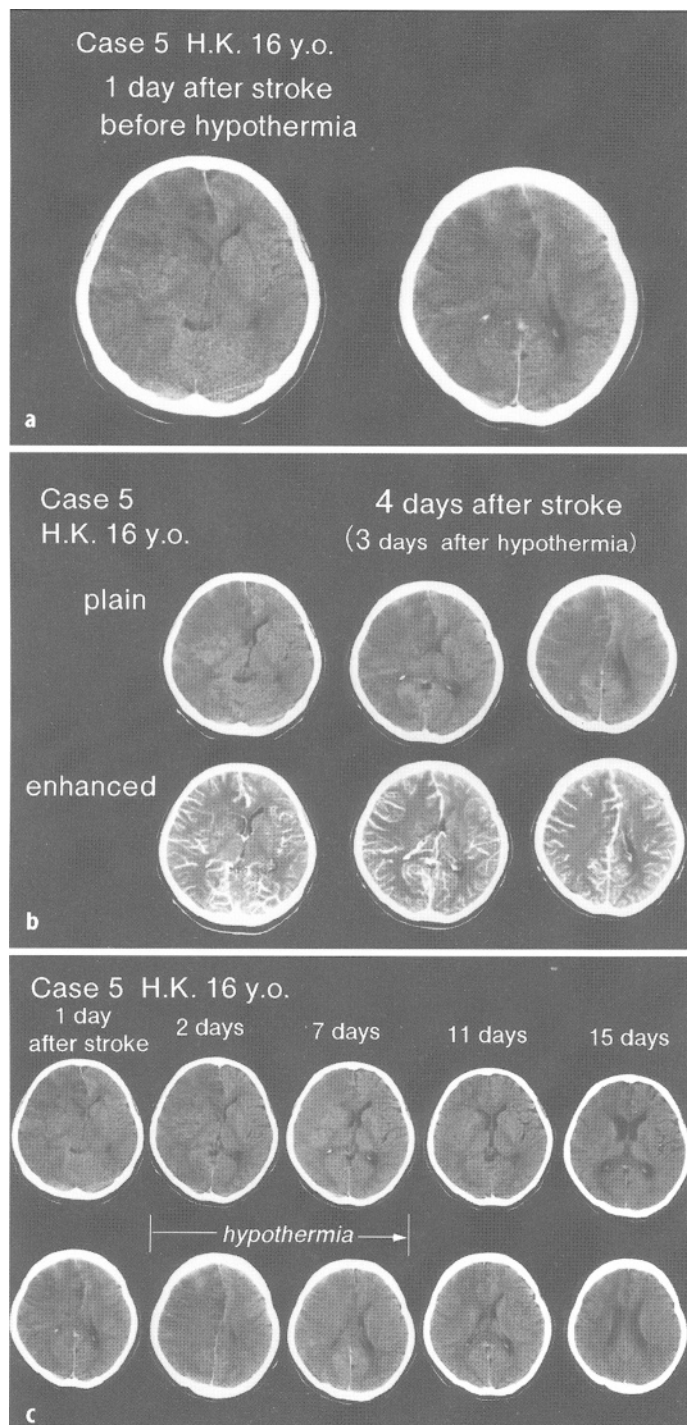 Case 5 H.K. 16 y.o.
1 day after stroke
before hypothermia
a
Case 5
H.K. 16 y.o.
4 days after stroke
(3 days after hypothermia)
plain
enhanced
b
Case 5 H.K. 16 y.o.
1 day
after stroke
2 days
7 days
11 days
15 days
hypothermia
c